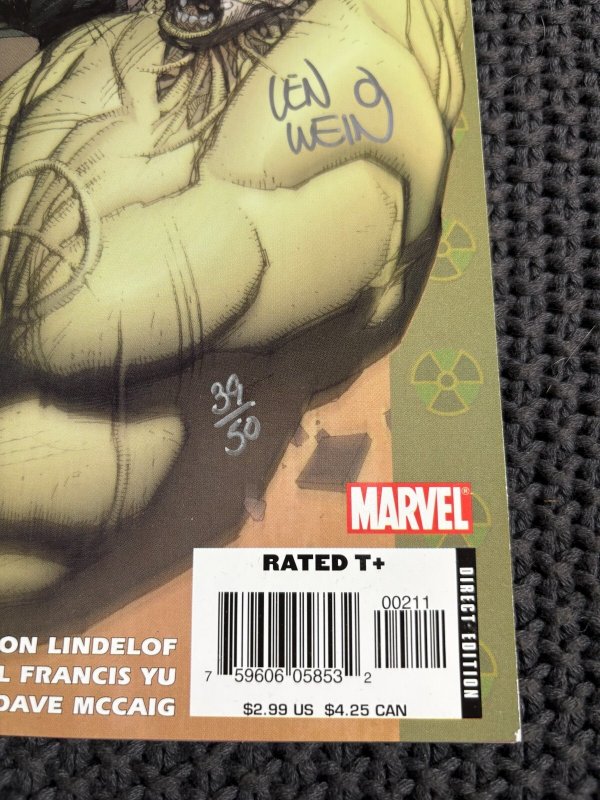 LEN
WEIN
39/50
MARVEL
RATED T+
00211
7 59606 05853 2
$2.99 US $4.25 CAN
DIRECT · EDITION
ON LINDELOF
L FRANCIS YU
DAVE MCCAIG